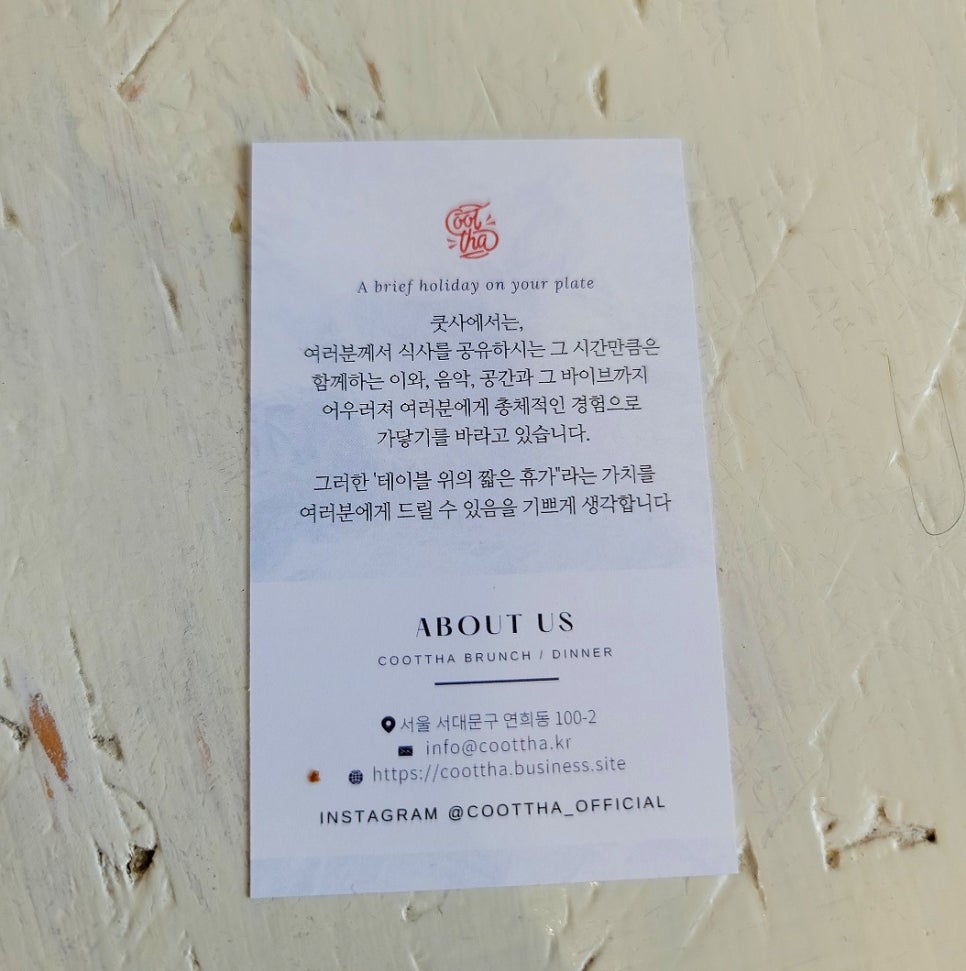 coot
tha
A brief holiday on your plate
쿳사에서는,
여러분께서 식사를 공유하시는 그 시간만큼은
함께하는 이와, 음악, 공간과 그 바이브까지
어우러져 여러분에게 총체적인 경험으로
가닿기를 바라고 있습니다.
그러한 '테이블 위의 짧은 휴가"라는 가치를
여러분에게 드릴 수 있음을 기쁘게 생각합니다
ABOUT US
COOTTHA BRUNCH / DINNER
서울 서대문구 연희동 100-2
info@coottha.kr
https://coottha.business.site
INSTAGRAM @COOTTHA_OFFICIAL